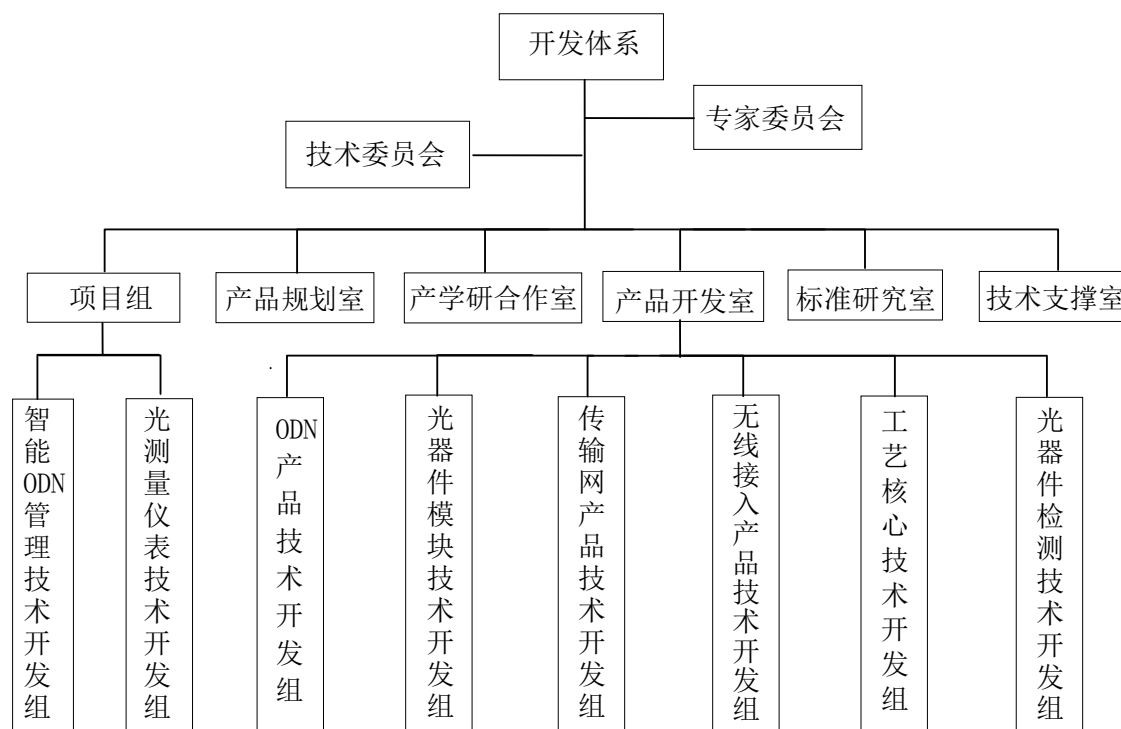 开发体系
专家委员会
技术委员会
项目组
产品规划室
产学研合作室
产品开发室
标准研究室
技术支撑室
智能ODN管理技术开发组
光测量仪表技术开发组
ODN产品技术开发组
光器件模块技术开发组
传输网产品技术开发组
无线接入产品技术开发组
工艺核心技术开发组
光器件检测技术开发组